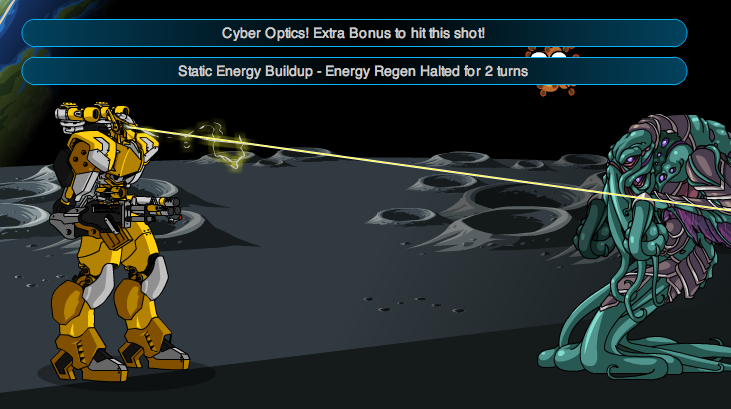 Cyber Optics! Extra Bonus to hit this shot!
Static Energy Buildup - Energy Regen Halted for 2 turns